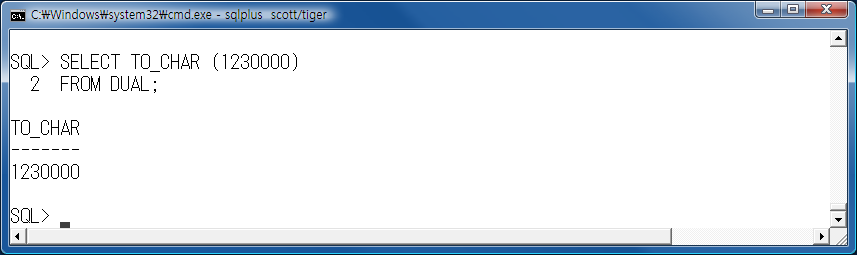 C:₩Windows₩system32₩cmd.exe - sqlplus  scott/tiger
SQL> SELECT TO_CHAR (1230000)
  2  FROM DUAL;
TO_CHAR
-------
1230000
SQL>